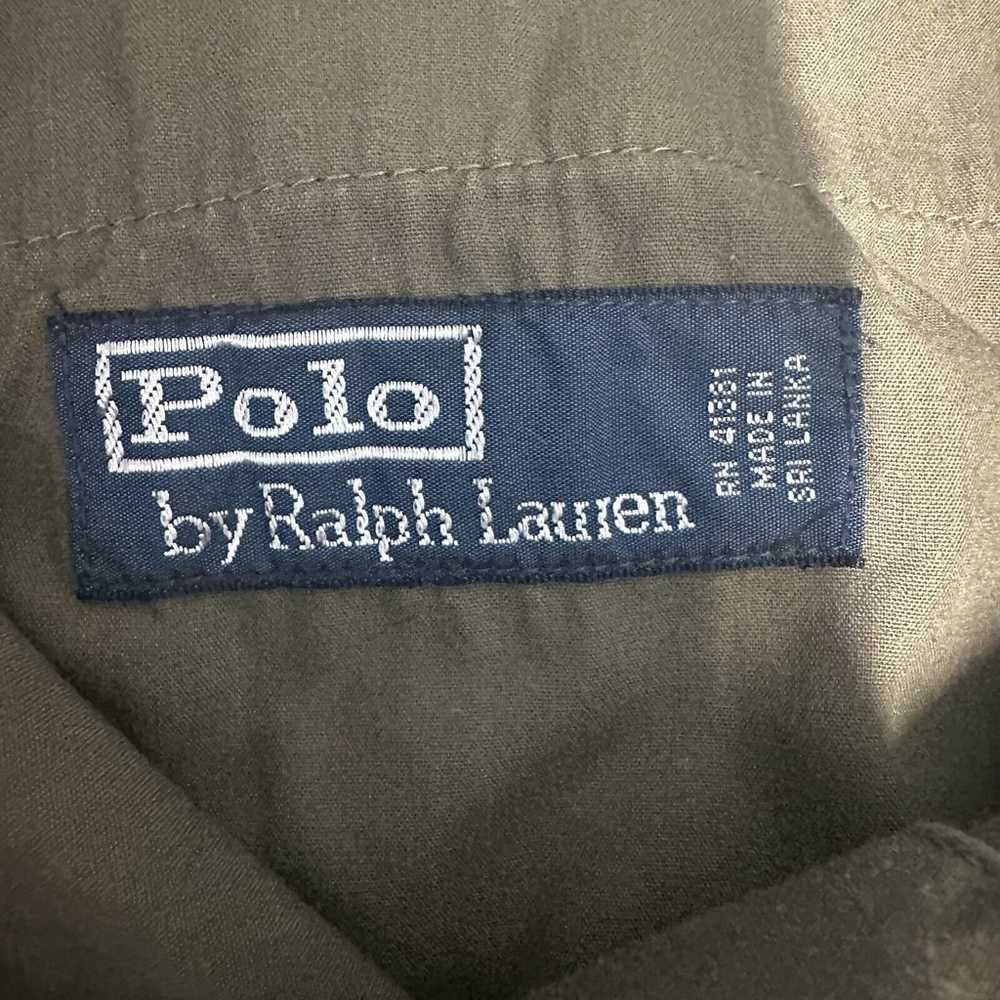 Polo
by Ralph Lauren
RN 41381
MADE IN
SRI LANKA